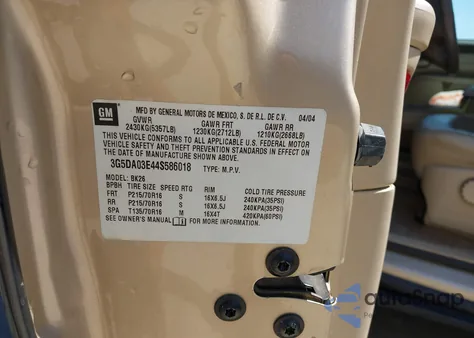 GM
MFD BY GENERAL MOTORS DE MEXICO, S. DE R.L. DE C.V. 04/04
GVWR GAWR FRT GAWR RR
2430KG(5357LB) 1230KG(2712LB) 1210KG(2668LB)
THIS VEHICLE CONFORMS TO ALL APPLICABLE U.S. FEDERAL MOTOR
VEHICLE SAFETY AND THEFT PREVENTION STANDARDS IN EFFECT ON
THE DATE OF MANUFACTURE SHOWN ABOVE.
3G5DA03E44S586018 TYPE: M.P.V.
MODEL: BK26
BPBH TIRE SIZE SPEED RTG RIM COLD TIRE PRESSURE
FRT P215/70R16 S 16X6.5J 240KPA(35PSI)
RR P215/70R16 S 16X6.5J 240KPA(35PSI)
SPA T135/70R16 M 16X4T 420KPA(60PSI)
SEE OWNER'S MANUAL
autoSnap